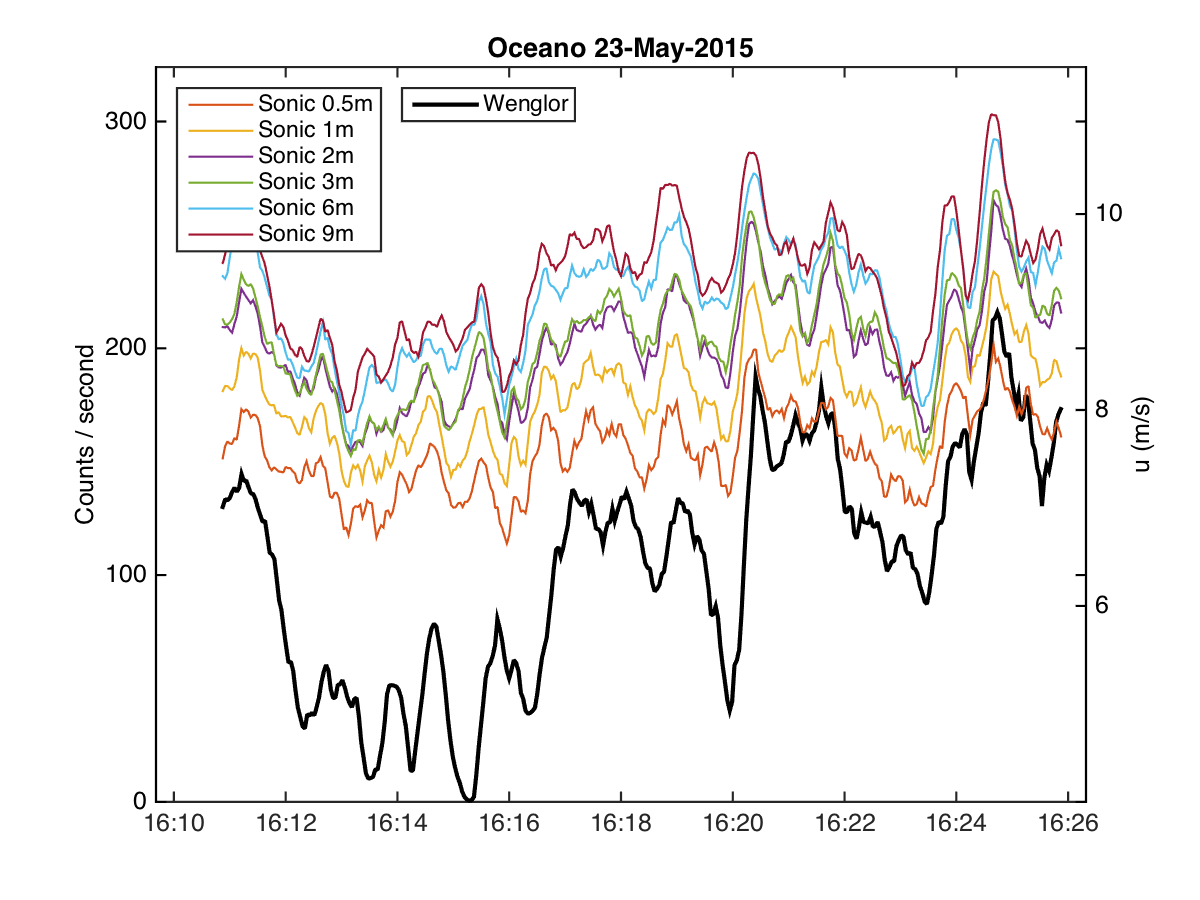 Oceano 23-May-2015
Sonic 0.5m
Sonic 1m
Sonic 2m
Sonic 3m
Sonic 6m
Sonic 9m
Wenglor
Counts / second
300
200
100
0
u (m/s)
10
8
6
16:10 16:12 16:14 16:16 16:18 16:20 16:22 16:24 16:26